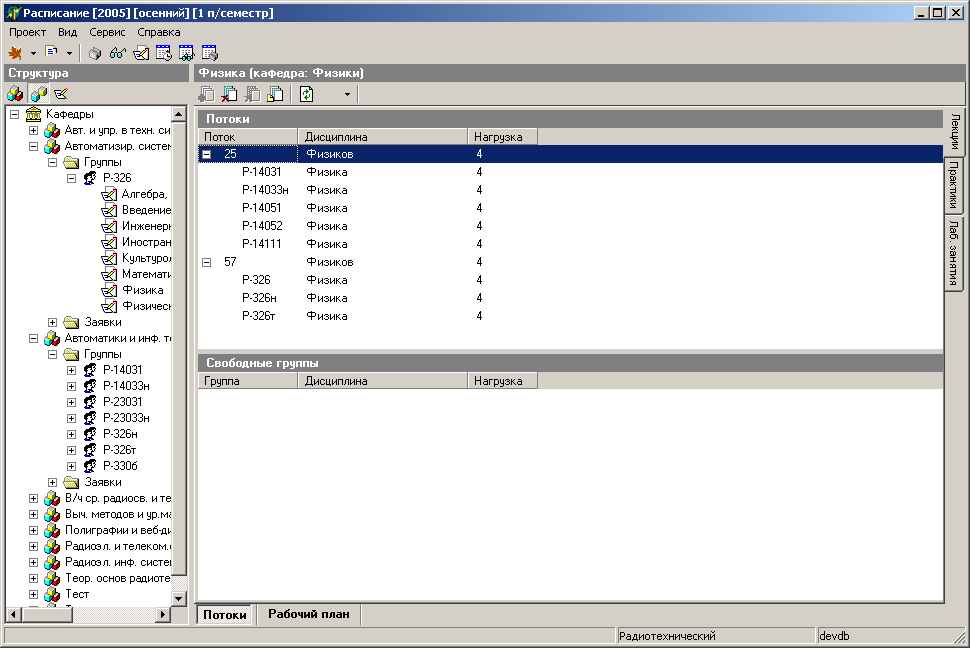 Расписание [2005] [осенний] [1 п/семестр]
Проект Вид Сервис Справка
Структура
Кафедры
Авт. и упр. в техн. си
Автоматизир. систем
Группы
Р-326
Алгебра,
Введение
Инженерн
Иностран
Культурол
Математи
Физика
Физическ
Заявки
Автоматики и инф. т
Группы
Р-14031
Р-14033н
Р-23031
Р-23033н
Р-326н
Р-326т
Р-330б
Заявки
В/ч ср. радиосв. и те
Выч. методов и ур.ма
Полиграфии и веб-ди
Радиоэл. и телеком.
Радиоэл. инф. систем
Теор. основ радиоте
Тест
Физика (кафедра: Физики)
Потоки
Поток Дисциплина Нагрузка
25 Физиков 4
Р-14031 Физика 4
Р-14033н Физика 4
Р-14051 Физика 4
Р-14052 Физика 4
Р-14111 Физика 4
57 Физиков 4
Р-326 Физика 4
Р-326н Физика 4
Р-326т Физика 4
Свободные группы
Группа Дисциплина Нагрузка
Лекции
Практики
Лаб. занятия
Потоки Рабочий план
Радиотехнический devdb